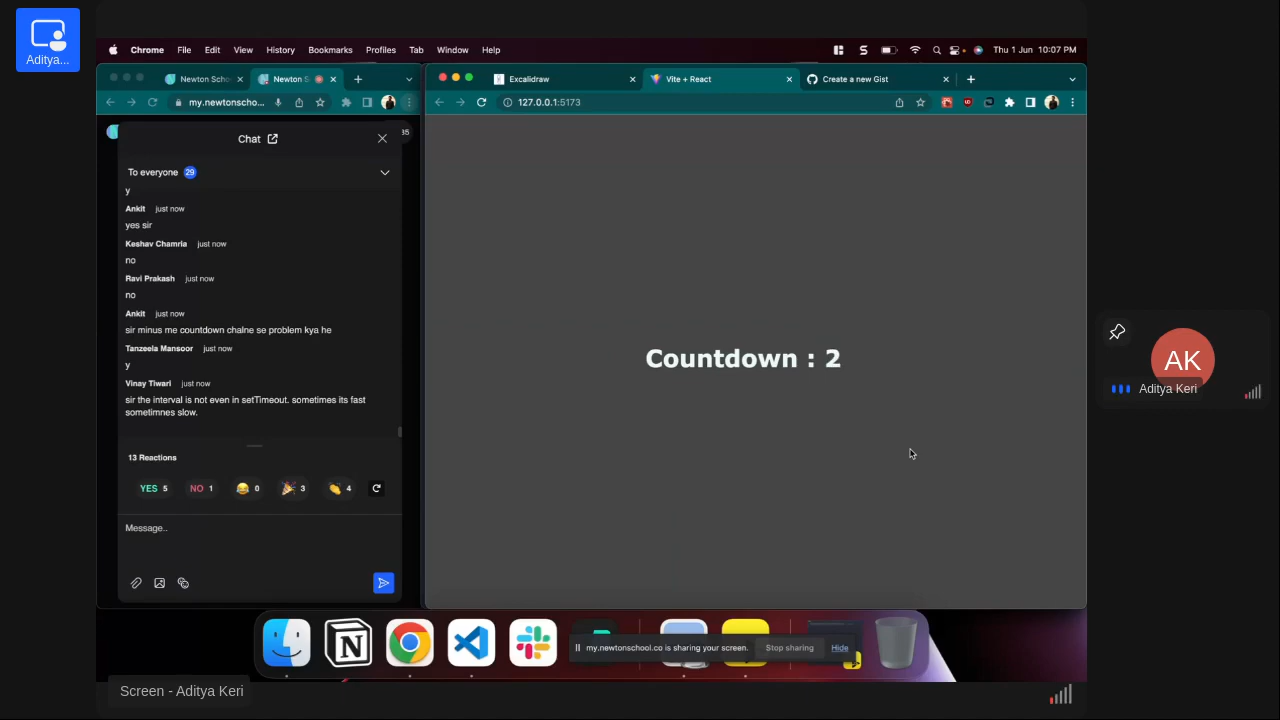 Aditya...
Chrome File Edit View History Bookmarks Profiles Tab Window Help
Thu 1 Jun 10:07 PM
Newton Scho
Newton S
Excalidraw
Vite + React
Create a new Gist
my.newtonscho...
127.0.0.1:5173
Chat
To everyone 29
y
Ankit just now
yes sir
Keshav Chamria just now
no
Ravi Prakash just now
no
Ankit just now
sir minus me countdown chalne se problem kya he
Tanzeela Mansoor just now
y
Vinay Tiwari just now
sir the interval is not even in setTimeout. sometimes its fast
sometimnes slow.
13 Reactions
YES 5 NO 1 0 3 4
Message..
Countdown : 2
AK
Aditya Keri
my.newtonschool.co is sharing your screen. Stop sharing Hide
Screen - Aditya Keri